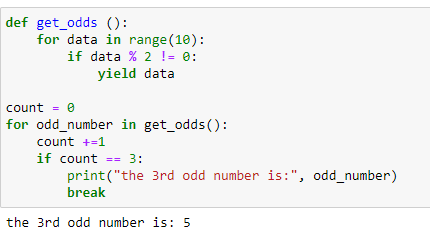 def get_odds ():
    for data in range(10):
        if data % 2 != 0:
            yield data

count = 0
for odd_number in get_odds():
    count +=1
    if count == 3:
        print("the 3rd odd number is:", odd_number)
        break
the 3rd odd number is: 5